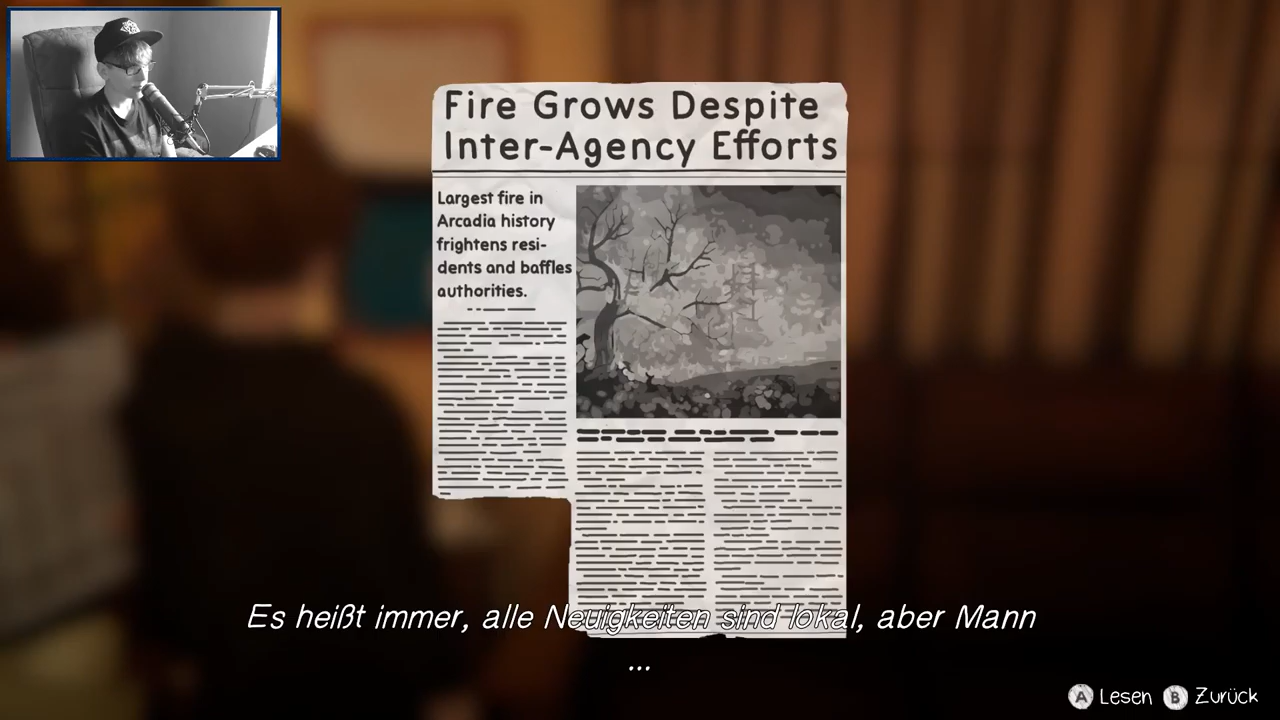 Fire Grows Despite
Inter-Agency Efforts
Largest fire in
Arcadia history
frightens resi-
dents and baffles
authorities.
Es heißt immer, alle Neuigkeiten sind lokal, aber Mann
...
A Lesen B Zurück